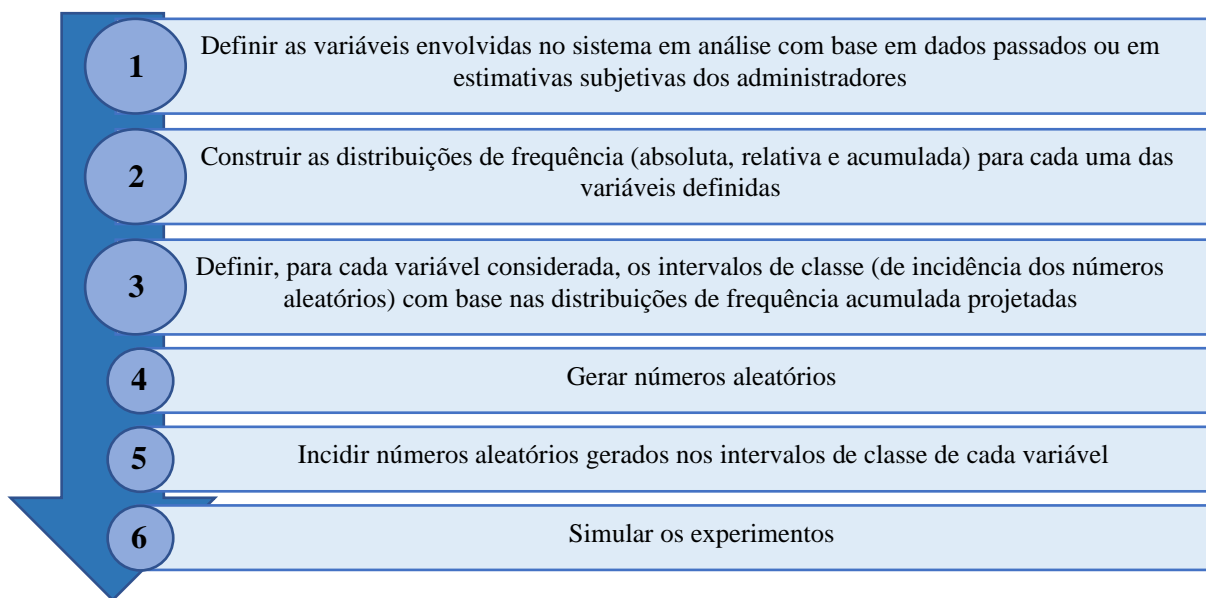 1
Definir as variáveis envolvidas no sistema em análise com base em dados passados ou em
estimativas subjetivas dos administradores
2
Construir as distribuições de frequência (absoluta, relativa e acumulada) para cada uma das
variáveis definidas
3
Definir, para cada variável considerada, os intervalos de classe (de incidência dos números
aleatórios) com base nas distribuições de frequência acumulada projetadas
4
Gerar números aleatórios
5
Incidir números aleatórios gerados nos intervalos de classe de cada variável
6
Simular os experimentos